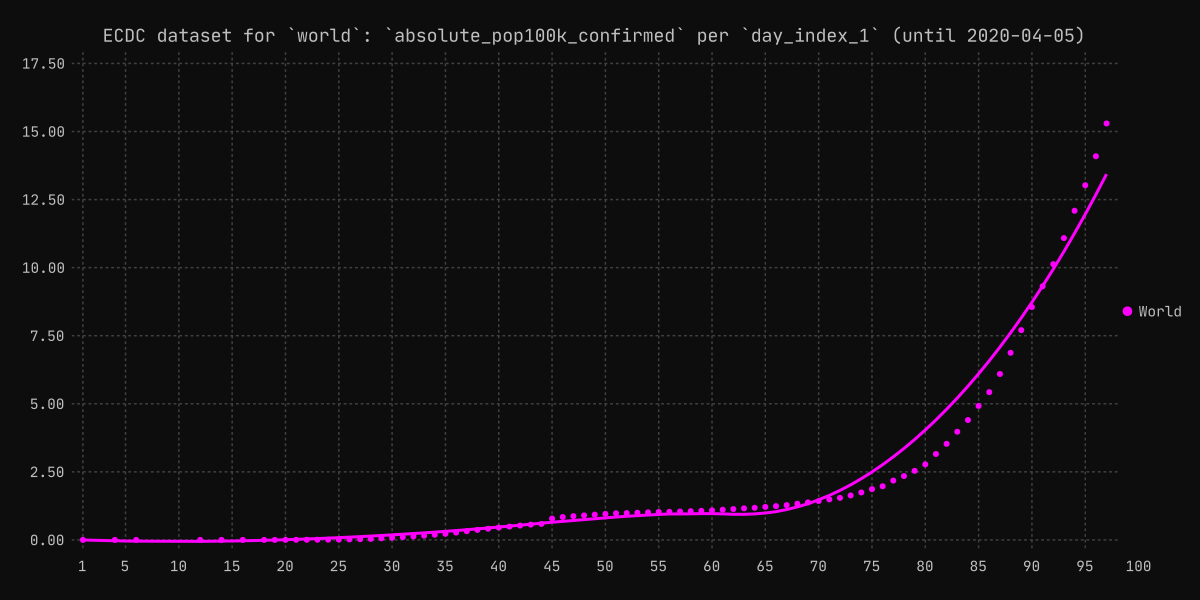 ECDC dataset for `world`: `absolute_pop100k_confirmed` per `day_index_1` (until 2020-04-05)
17.50
15.00
12.50
10.00
7.50
5.00
2.50
0.00
World
1 5 10 15 20 25 30 35 40 45 50 55 60 65 70 75 80 85 90 95 100